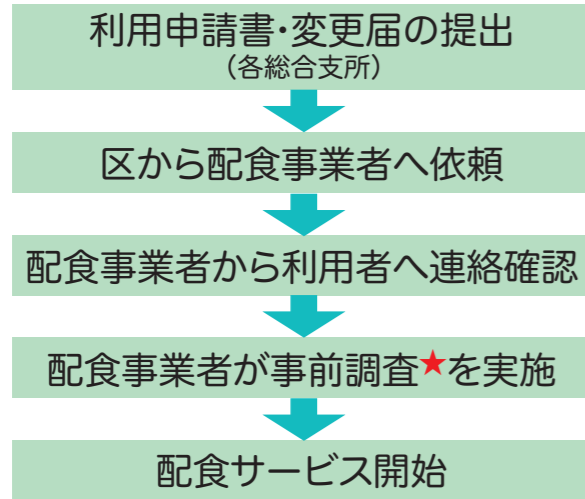 利用申請書・変更届の提出
（各総合支所）
区から配食事業者へ依頼
配食事業者から利用者へ連絡確認
配食事業者が事前調査★を実施
配食サービス開始